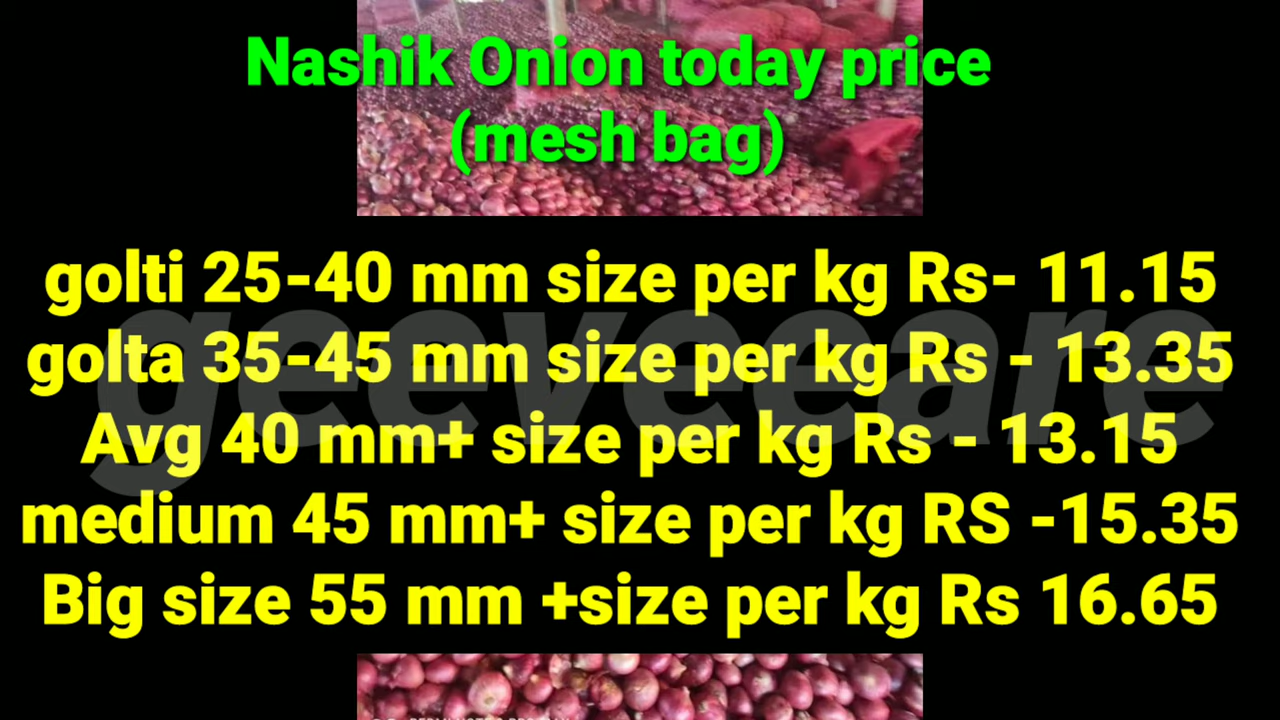 Nashik Onion today price
(mesh bag)
golti 25-40 mm size per kg Rs- 11.15
golta 35-45 mm size per kg Rs - 13.35
geeveecare
Avg 40 mm+ size per kg Rs - 13.15
medium 45 mm+ size per kg RS -15.35
Big size 55 mm +size per kg Rs 16.65